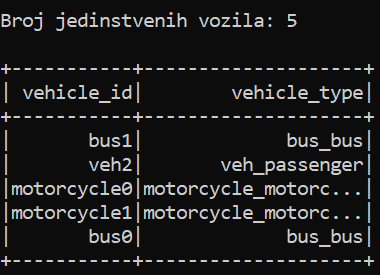 Broj jedinstvenih vozila: 5
+-----------+--------------------+
| vehicle_id|        vehicle_type|
+-----------+--------------------+
|       bus1|             bus_bus|
|       veh2|       veh_passenger|
|motorcycle0|motorcycle_motorc...|
|motorcycle1|motorcycle_motorc...|
|       bus0|             bus_bus|
+-----------+--------------------+